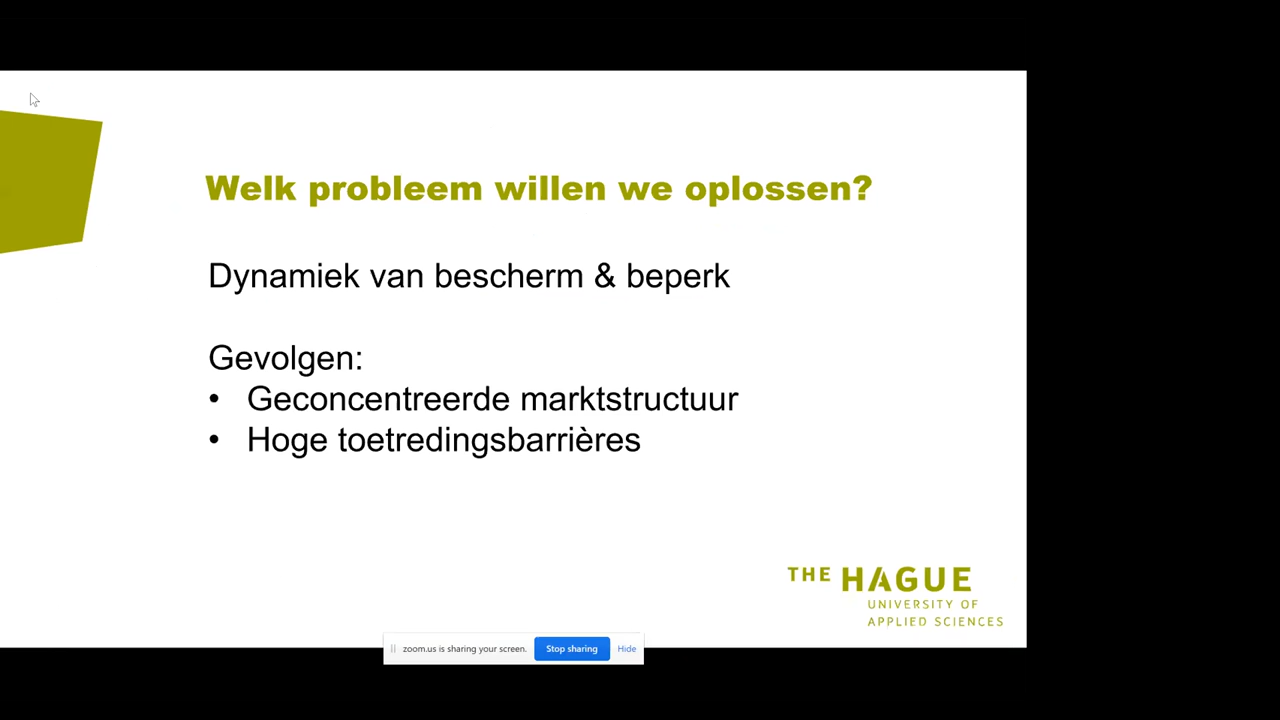 Welk probleem willen we oplossen?
Dynamiek van bescherm & beperk
Gevolgen:
• Geconcentreerde marktstructuur
• Hoge toetredingsbarrières
THE HAGUE
UNIVERSITY OF
APPLIED SCIENCES
zoom.us is sharing your screen. Stop sharing Hide